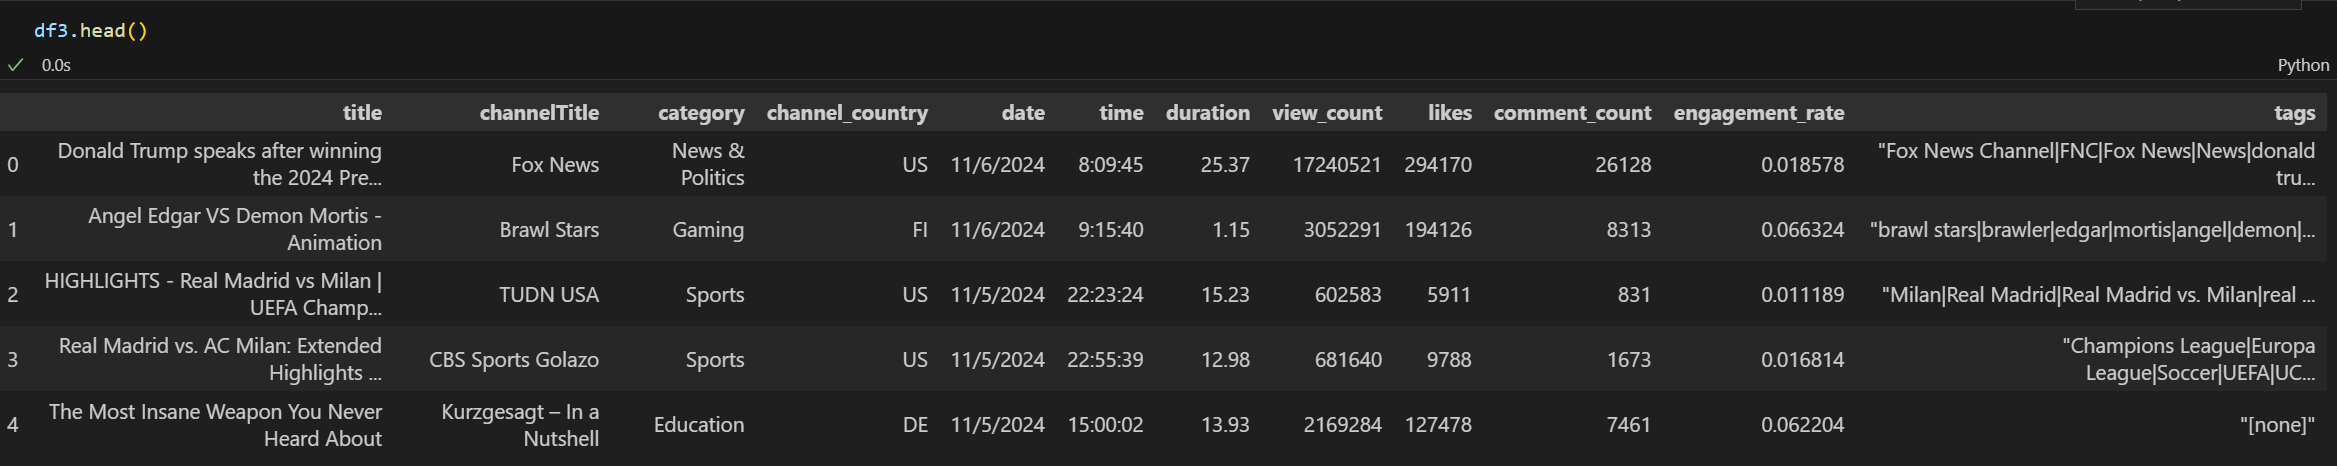 df3.head()
0.0s
Python
title channelTitle category channel_country date time duration view_count likes comment_count engagement_rate tags
0 Donald Trump speaks after winning the 2024 Pre... Fox News News & Politics US 11/6/2024 8:09:45 25.37 17240521 294170 26128 0.018578 "Fox News Channel|FNC|Fox News|News|donald tru...
1 Angel Edgar VS Demon Mortis - Animation Brawl Stars Gaming FI 11/6/2024 9:15:40 1.15 3052291 194126 8313 0.066324 "brawl stars|brawler|edgar|mortis|angel|demon|...
2 HIGHLIGHTS - Real Madrid vs Milan | UEFA Champ... TUDN USA Sports US 11/5/2024 22:23:24 15.23 602583 5911 831 0.011189 "Milan|Real Madrid|Real Madrid vs. Milan|real ...
3 Real Madrid vs. AC Milan: Extended Highlights ... CBS Sports Golazo Sports US 11/5/2024 22:55:39 12.98 681640 9788 1673 0.016814 "Champions League|Europa League|Soccer|UEFA|UC...
4 The Most Insane Weapon You Never Heard About Kurzgesagt – In a Nutshell Education DE 11/5/2024 15:00:02 13.93 2169284 127478 7461 0.062204 "[none]"